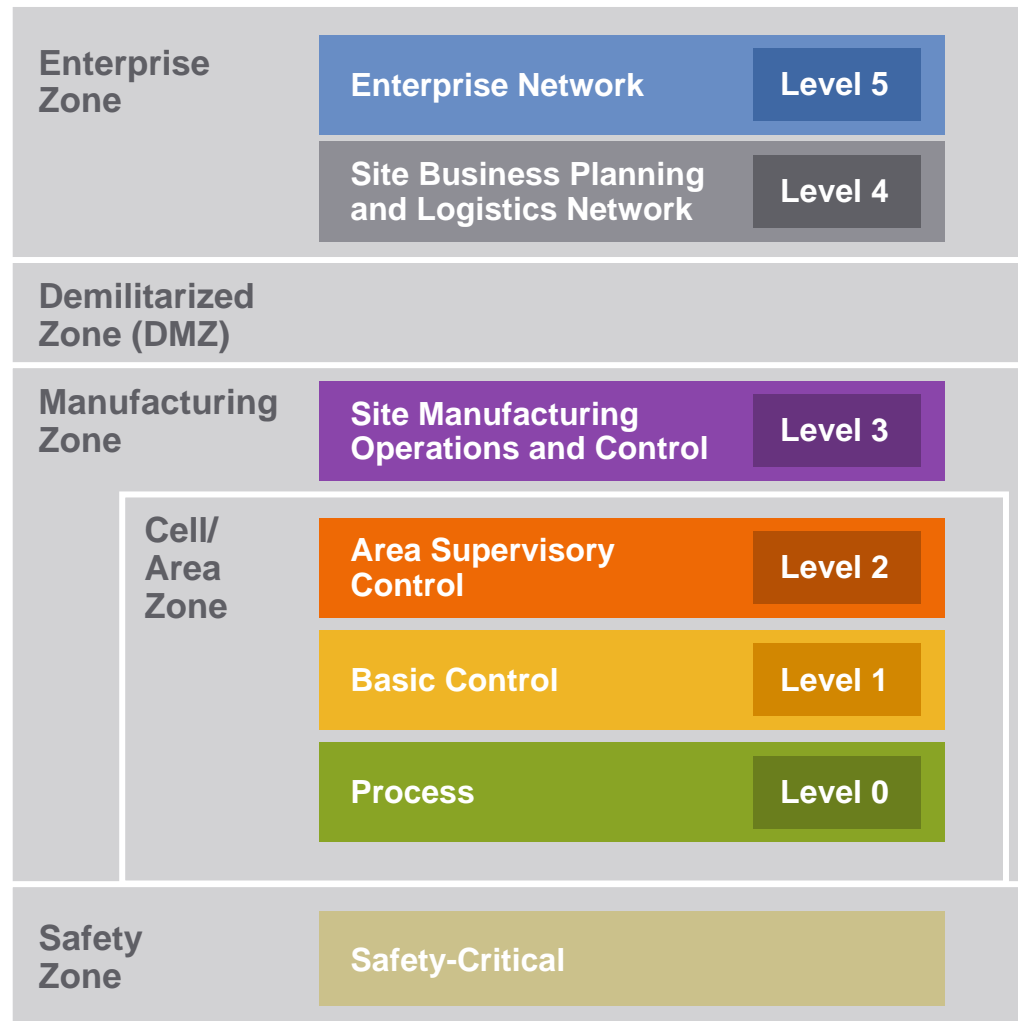 Enterprise
Zone
Enterprise Network
Level 5
Site Business Planning
and Logistics Network
Level 4
Demilitarized
Zone (DMZ)
Manufacturing
Zone
Site Manufacturing
Operations and Control
Level 3
Cell/
Area
Zone
Area Supervisory
Control
Level 2
Basic Control
Level 1
Process
Level 0
Safety
Zone
Safety-Critical